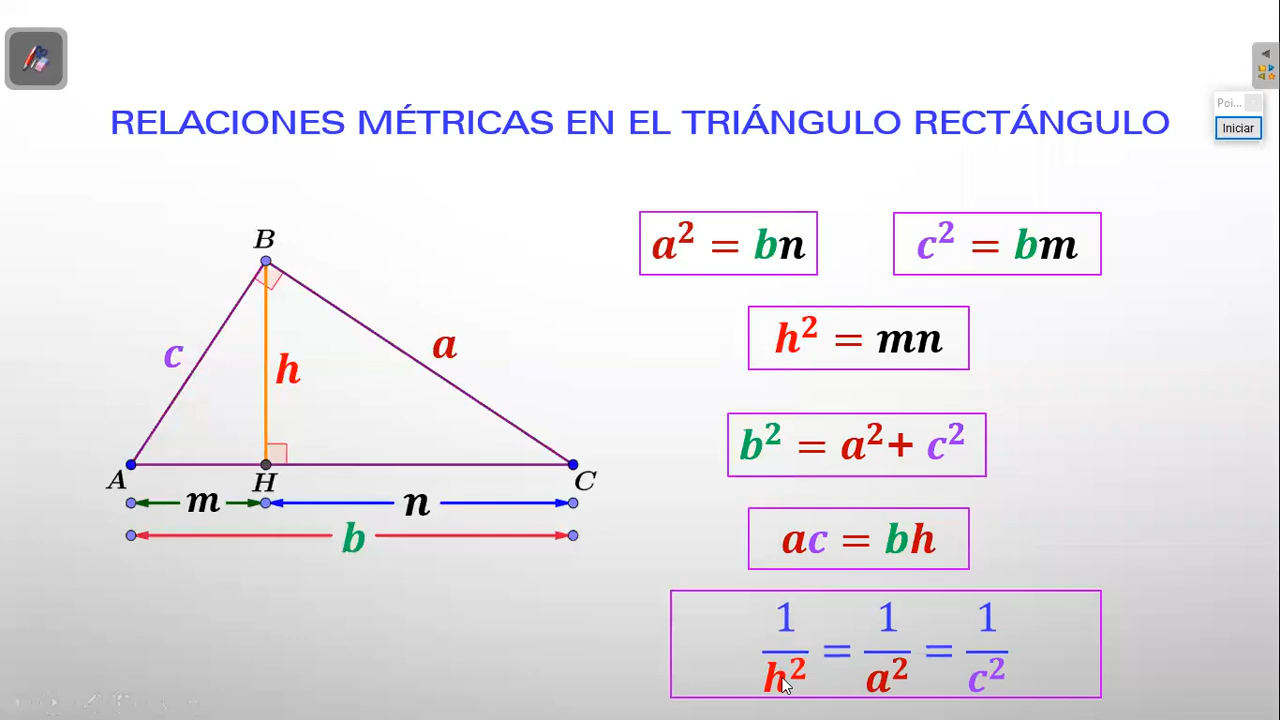 Poi...
Iniciar
RELACIONES MÉTRICAS EN EL TRIÁNGULO RECTÁNGULO
B
c
h
a
A
H
C
m
n
b
a² = bn
c² = bm
h² = mn
b² = a² + c²
ac = bh
1/h² = 1/a² = 1/c²